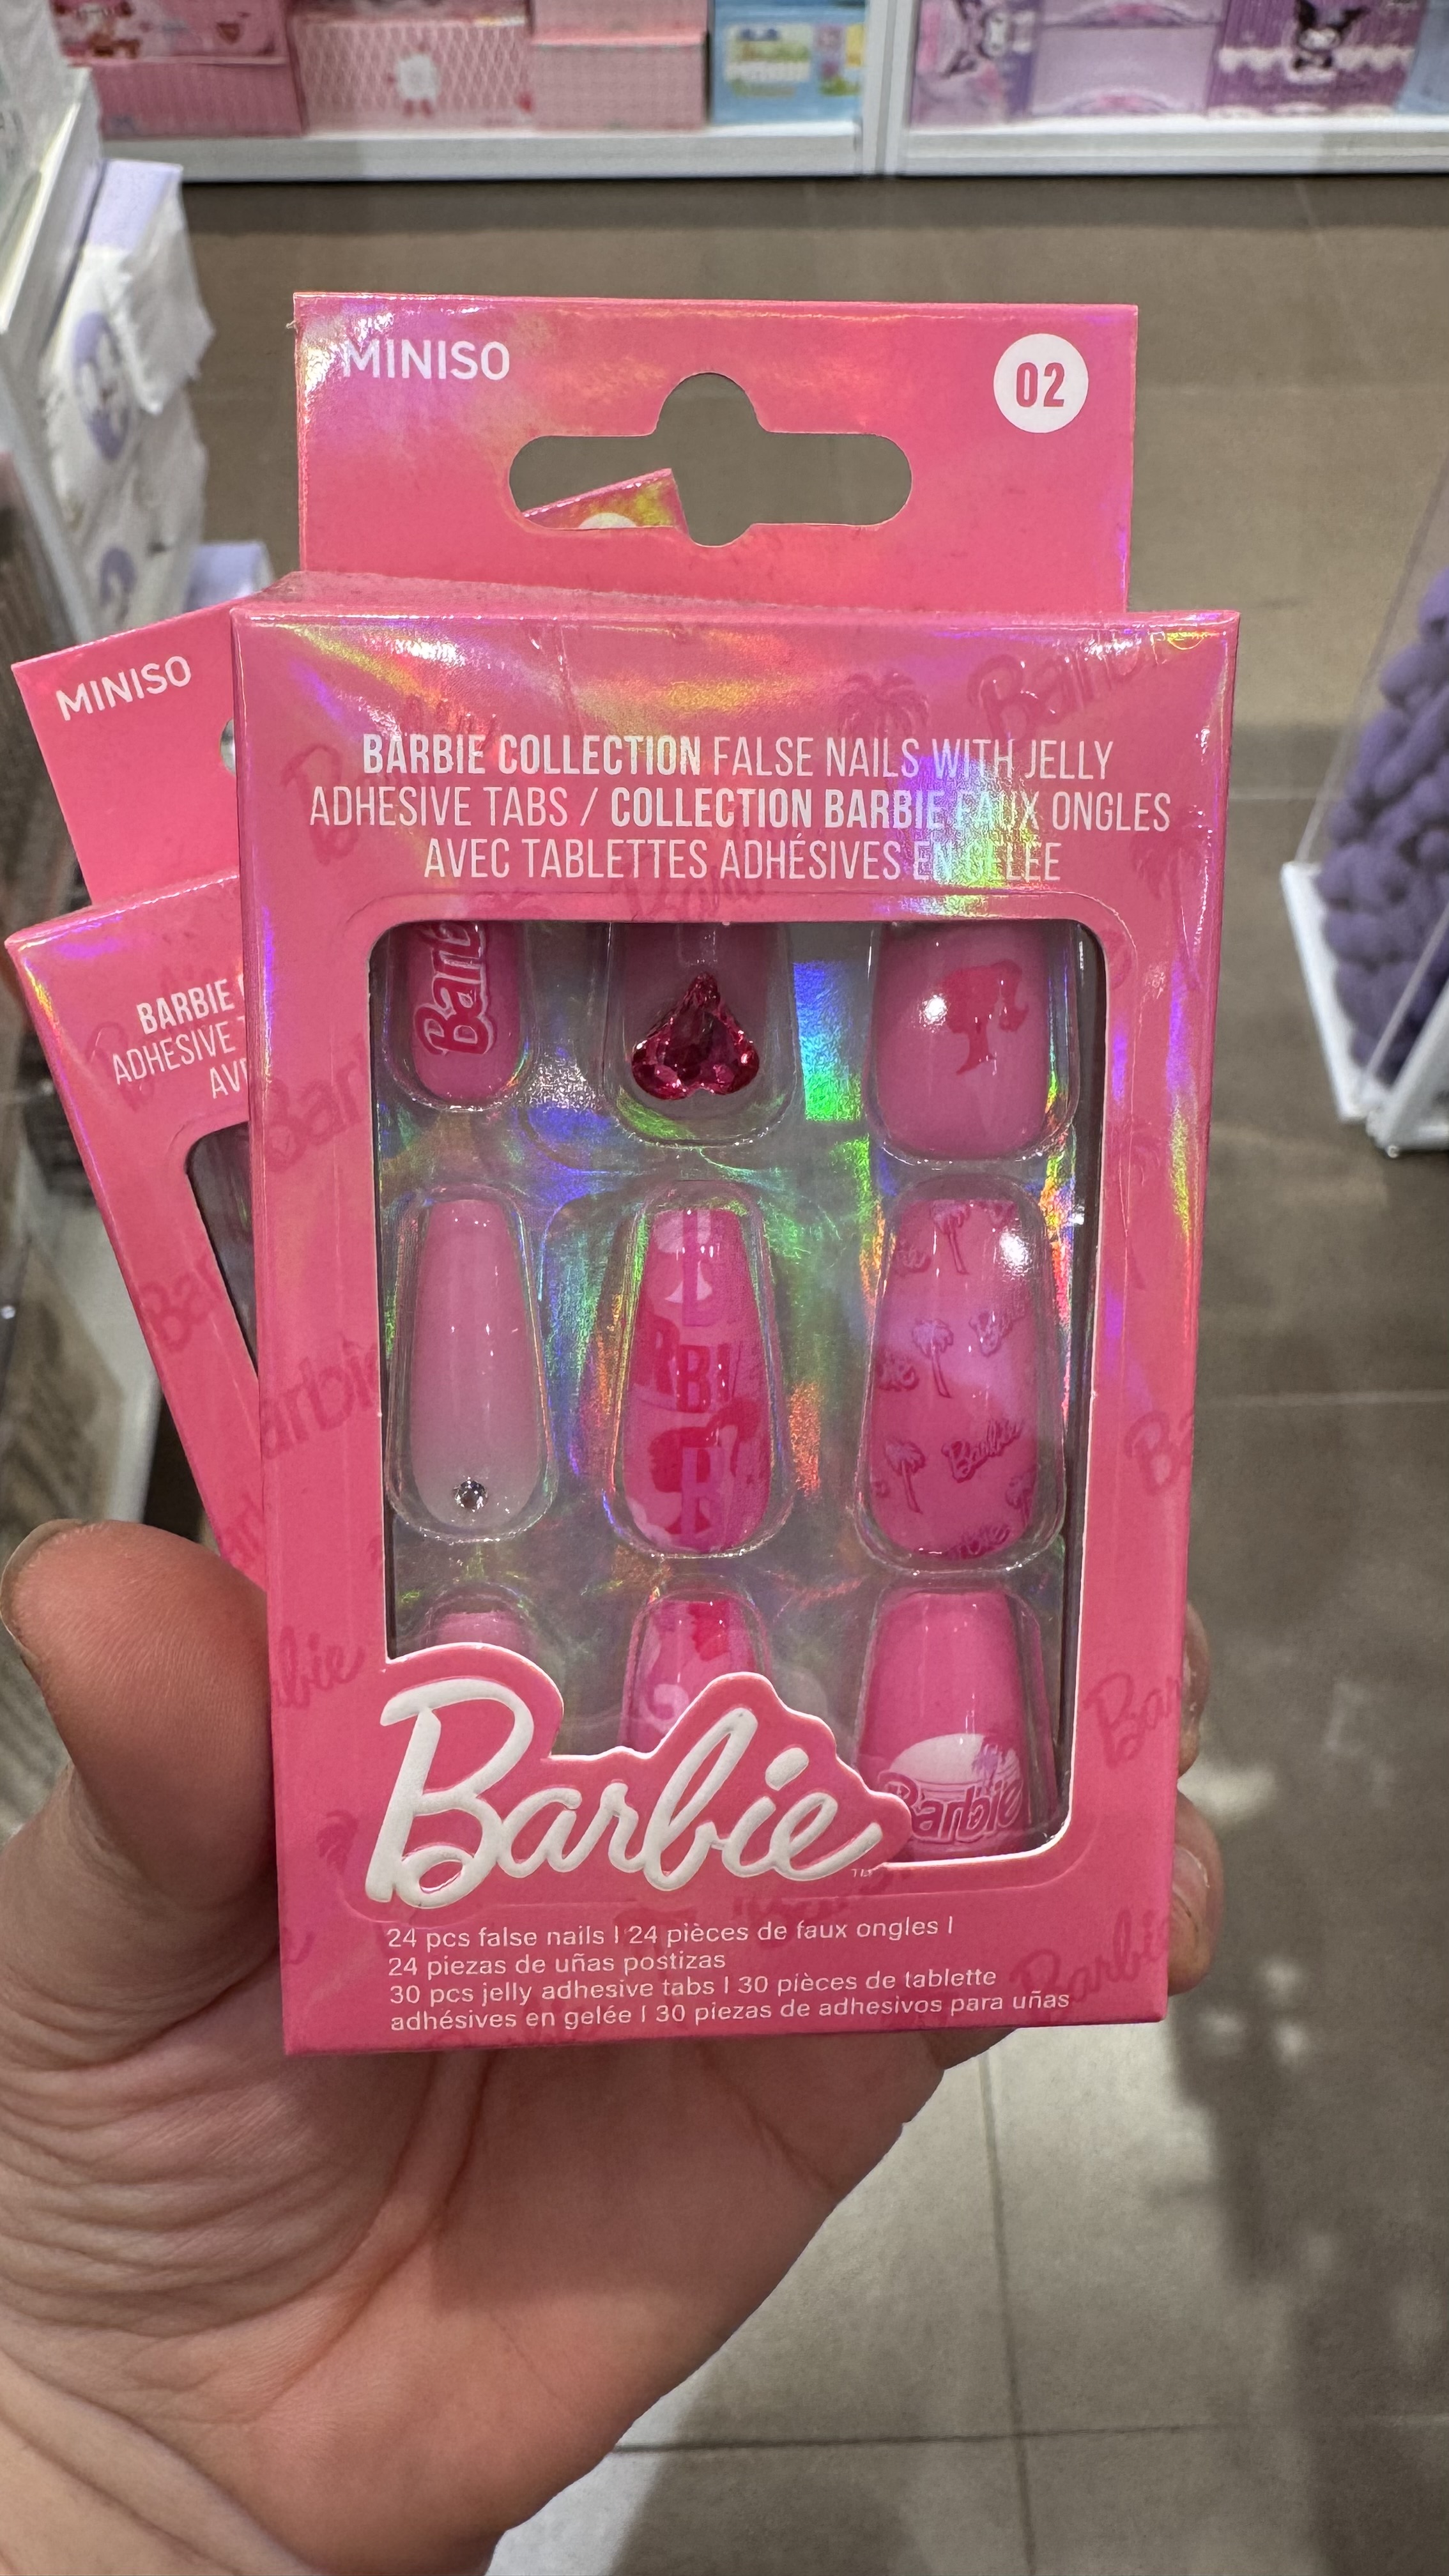 MINISO
02
BARBIE COLLECTION FALSE NAILS WITH JELLY
ADHESIVE TABS / COLLECTION BARBIE FAUX ONGLES
AVEC TABLETTES ADHÉSIVES EN GELÉE
Barbie
Barbie
Barbie
Barbie™
24 pcs false nails | 24 pièces de faux ongles |
24 piezas de uñas postizas
30 pcs jelly adhesive tabs | 30 pièces de tablette
adhésives en gelée | 30 piezas de adhesivos para uñas
MINISO
BARBIE
ADHESIVE